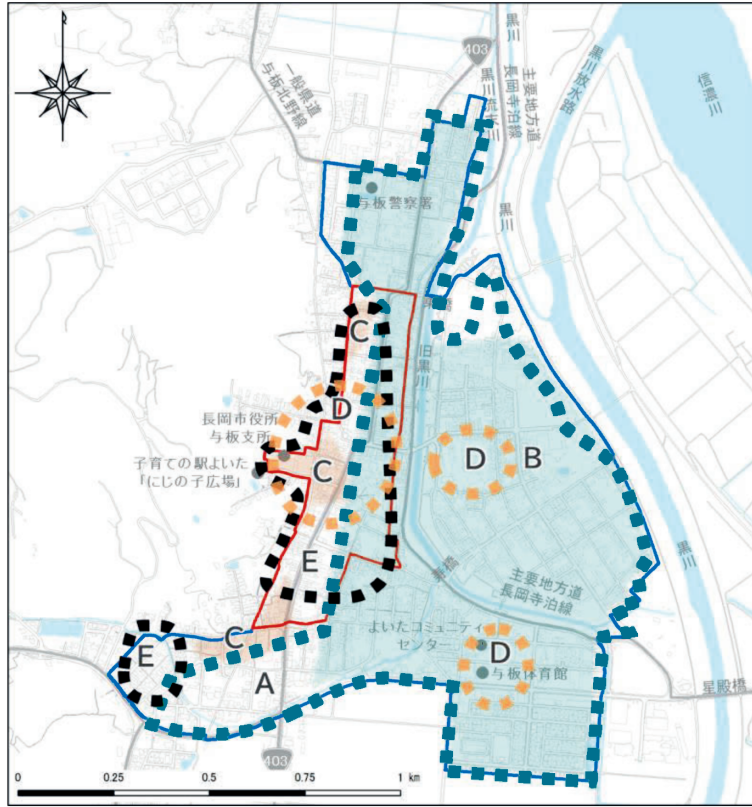 403
一般県道
与板北野線
黒川
主要地方道
長岡寺泊線
黒川
黒川放水路
与板警察署
C
旧黒川
D
長岡市役所
与板支所
子育ての駅よいた
「にじの子広場」
C
D
B
E
主要地方道
長岡寺泊線
黒川
よいたコミュニティ
センター
C
E
D
A
与板体育館
星殿橋
403
0
0.25
0.5
0.75
1 km